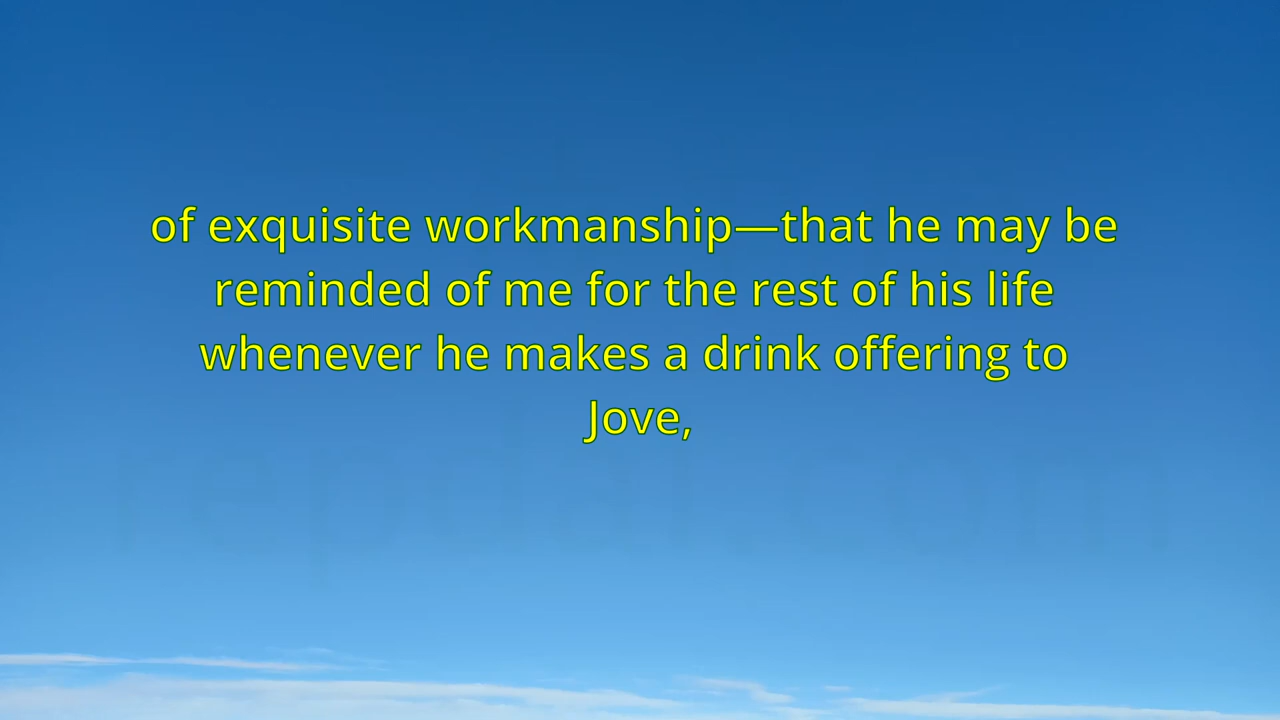 of exquisite workmanship—that he may be
reminded of me for the rest of his life
whenever he makes a drink offering to
Jove,